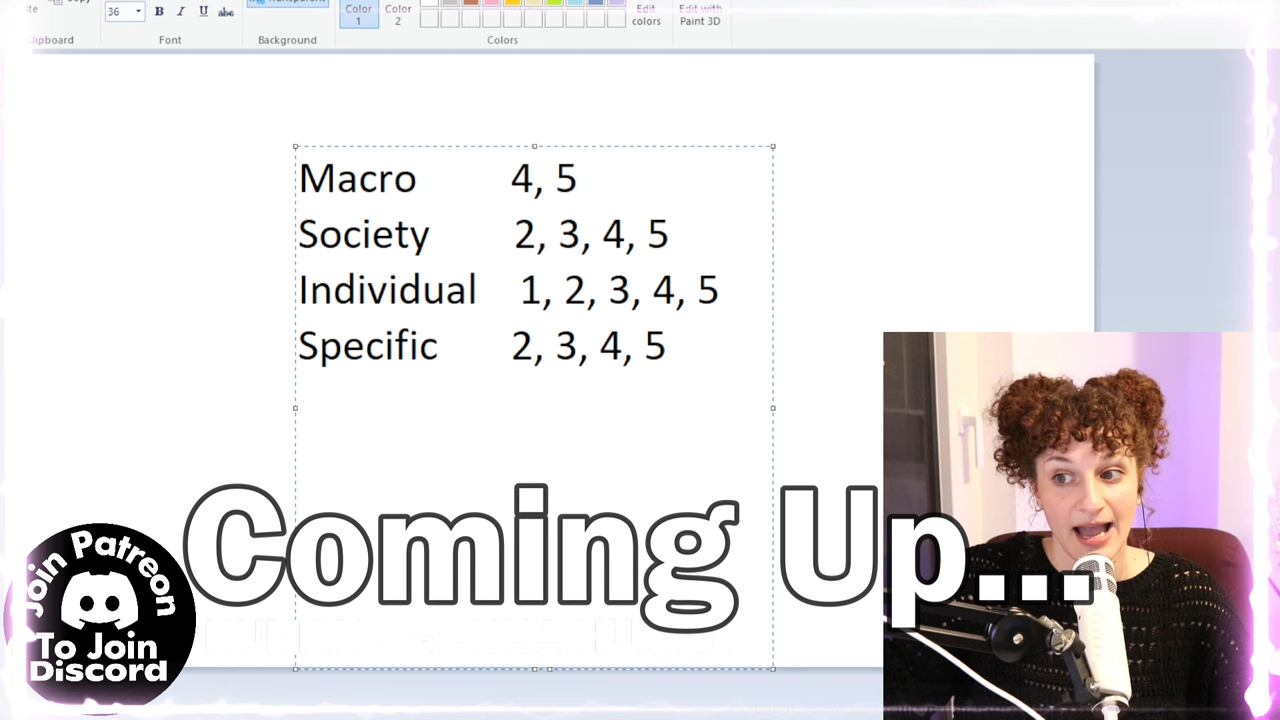 36
B I U abc
Transparent
Color 1
Color 2
Edit colors
Edit with Paint 3D
Clipboard
Font
Background
Colors
Macro 4, 5
Society 2, 3, 4, 5
Individual 1, 2, 3, 4, 5
Specific 2, 3, 4, 5
Coming Up...
Join Patreon
To Join
Discord